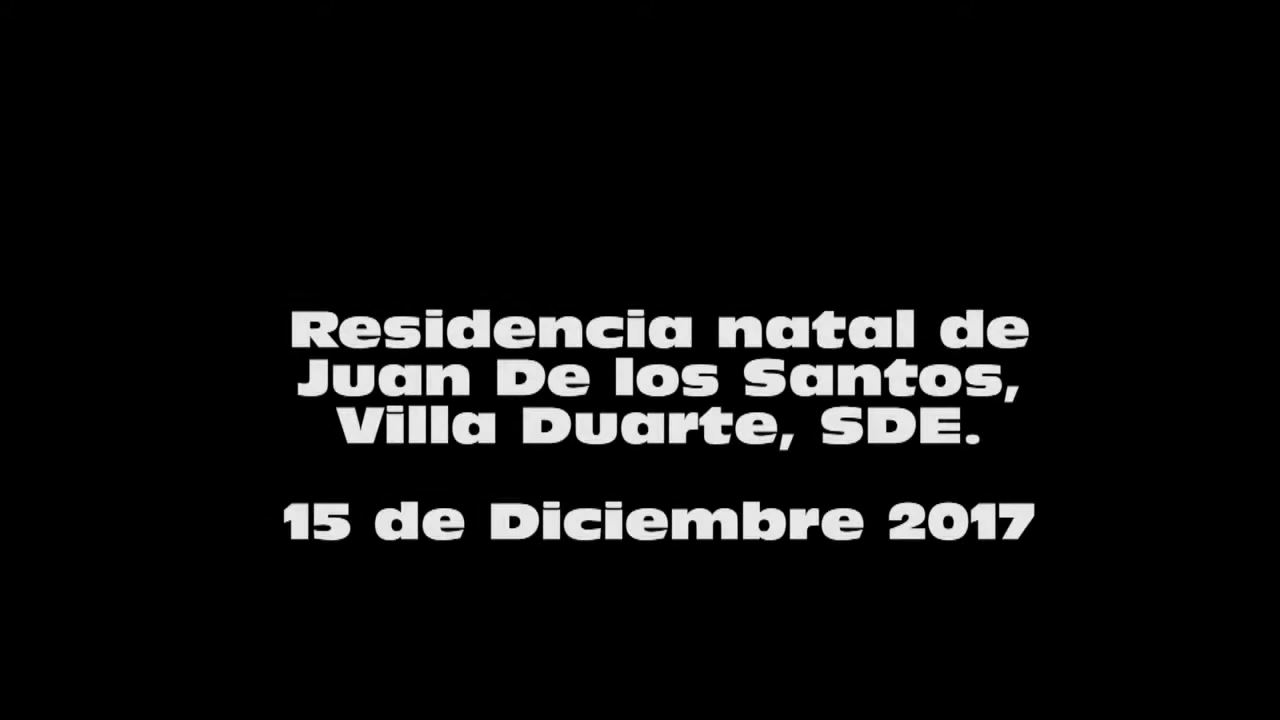 Residencia natal de
Juan De los Santos,
Villa Duarte, SDE.
15 de Diciembre 2017